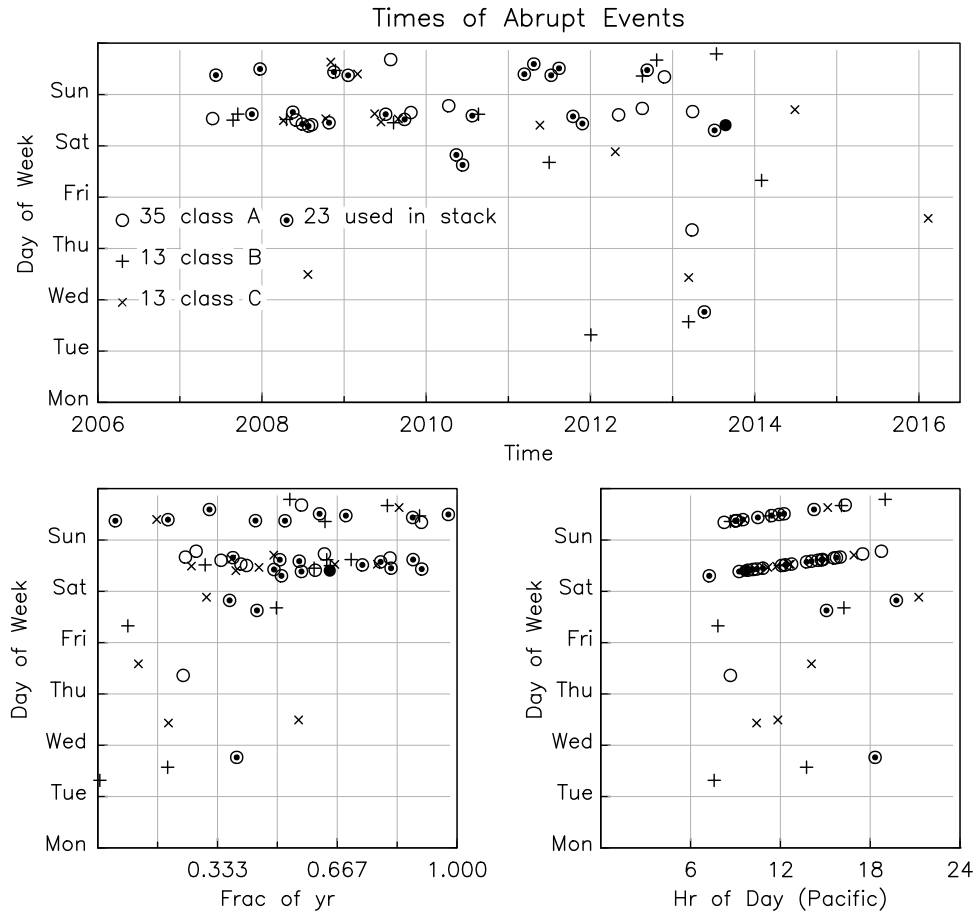 Times of Abrupt Events
Sun
Sat
Fri
35 class A 23 used in stack
Thu
13 class B
Wed
13 class C
Tue
Mon
Day of Week
2006 2008 2010 2012 2014 2016
Time
Sun
Sat
Fri
Thu
Wed
Tue
Mon
Day of Week
0.333 0.667 1.000
Frac of yr
Sun
Sat
Fri
Thu
Wed
Tue
Mon
Day of Week
6 12 18 24
Hr of Day (Pacific)